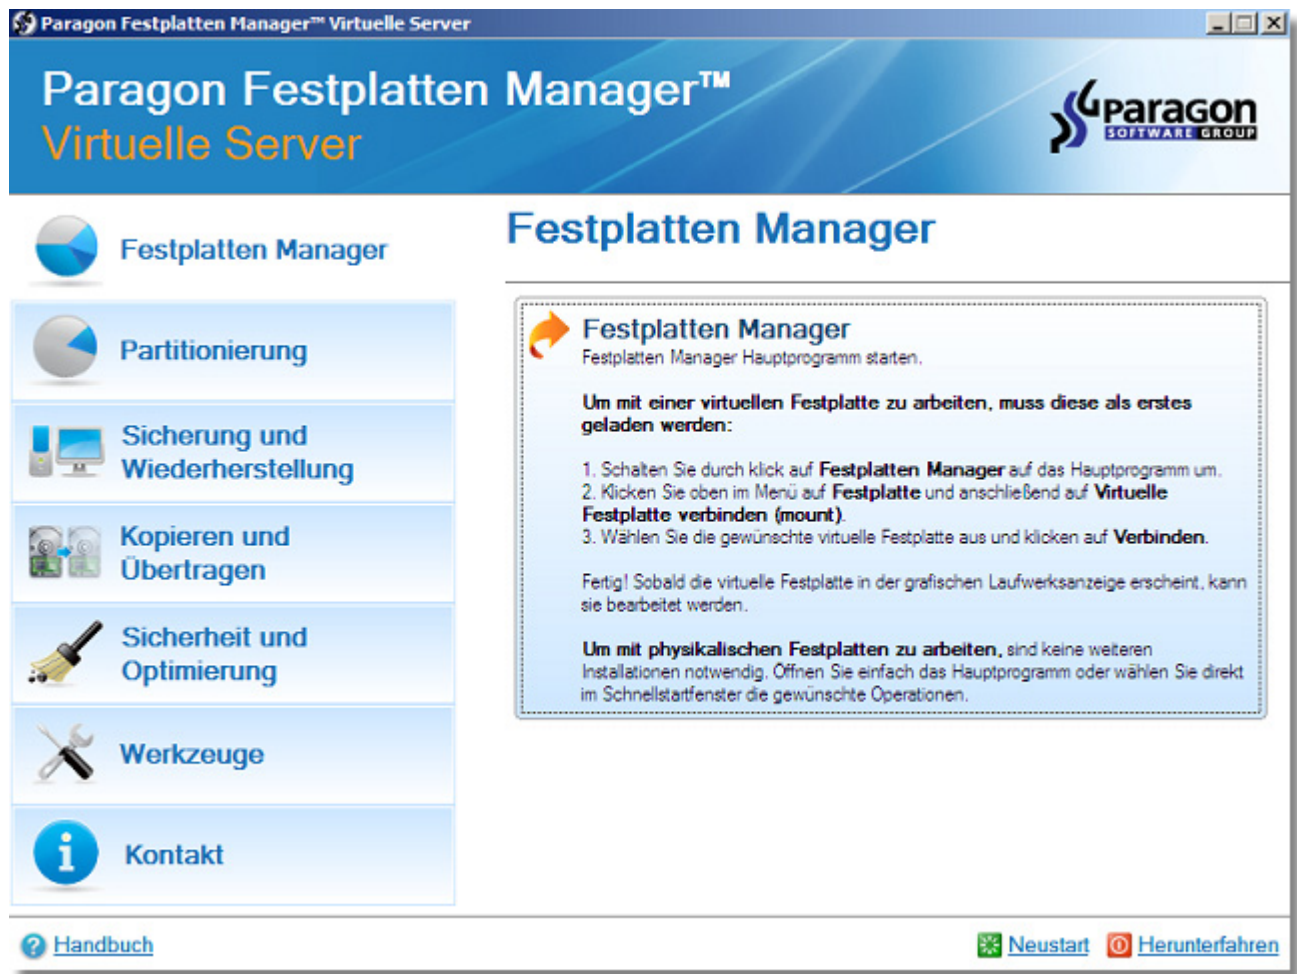 Paragon Festplatten Manager™ Virtuelle Server
Paragon Festplatten Manager™
Virtuelle Server
Paragon
SOFTWARE GROUP
Festplatten Manager
Partitionierung
Sicherung und
Wiederherstellung
Kopieren und
Übertragen
Sicherheit und
Optimierung
Werkzeuge
Kontakt
Festplatten Manager
Festplatten Manager
Festplatten Manager Hauptprogramm starten.
Um mit einer virtuellen Festplatte zu arbeiten, muss diese als erstes
geladen werden:
1. Schalten Sie durch klick auf Festplatten Manager auf das Hauptprogramm um.
2. Klicken Sie oben im Menü auf Festplatte und anschließend auf Virtuelle
Festplatte verbinden (mount).
3. Wählen Sie die gewünschte virtuelle Festplatte aus und klicken auf Verbinden.
Fertig! Sobald die virtuelle Festplatte in der grafischen Laufwerksanzeige erscheint, kann
sie bearbeitet werden.
Um mit physikalischen Festplatten zu arbeiten, sind keine weiteren
Installationen notwendig. Öffnen Sie einfach das Hauptprogramm oder wählen Sie direkt
im Schnellstartfenster die gewünschte Operationen.
Handbuch
Neustart
Herunterfahren